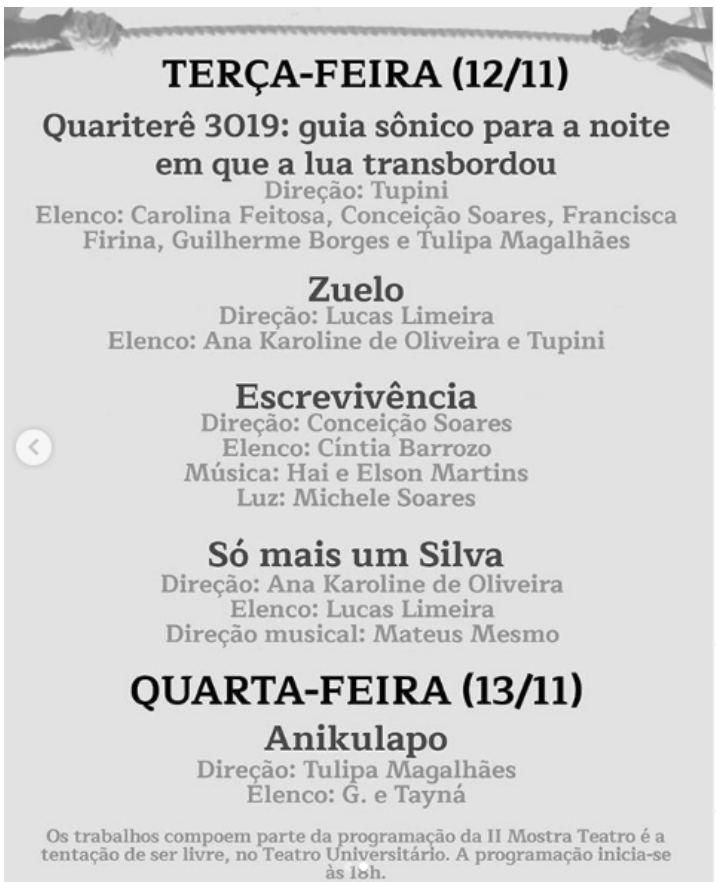 TERÇA-FEIRA (12/11)
Quariterê 3019: guia sônico para a noite
em que a lua transbordou
Direção: Tupini
Elenco: Carolina Feitosa, Conceição Soares, Francisca
Firina, Guilherme Borges e Tulipa Magalhães
Zuelo
Direção: Lucas Limeira
Elenco: Ana Karoline de Oliveira e Tupini
Escrevivência
Direção: Conceição Soares
Elenco: Cíntia Barrozo
Música: Hai e Elson Martins
Luz: Michele Soares
Só mais um Silva
Direção: Ana Karoline de Oliveira
Elenco: Lucas Limeira
Direção musical: Mateus Mesmo
QUARTA-FEIRA (13/11)
Anikulapo
Direção: Tulipa Magalhães
Elenco: G. e Tayná
Os trabalhos compoem parte da programação da II Mostra Teatro é a
tentação de ser livre, no Teatro Universitário. A programação inicia-se
às 18h.